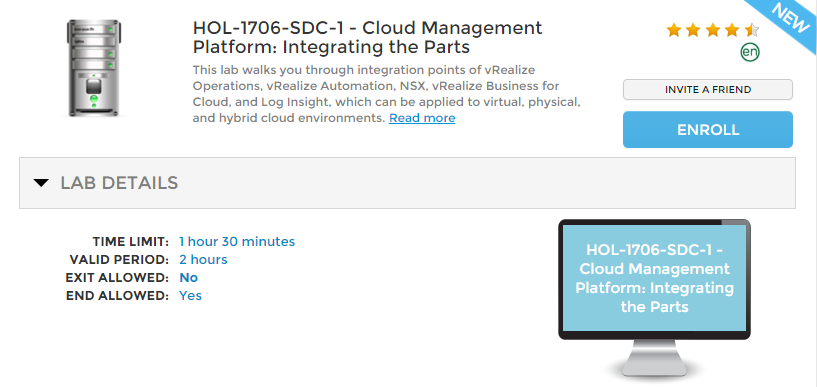 HOL-1706-SDC-1 - Cloud Management
Platform: Integrating the Parts
This lab walks you through integration points of vRealize
Operations, vRealize Automation, NSX, vRealize Business for
Cloud, and Log Insight, which can be applied to virtual, physical,
and hybrid cloud environments. Read more
NEW
en
INVITE A FRIEND
ENROLL
LAB DETAILS
TIME LIMIT: 1 hour 30 minutes
VALID PERIOD: 2 hours
EXIT ALLOWED: No
END ALLOWED: Yes
HOL-1706-SDC-1 -
Cloud Management
Platform: Integrating
the Parts